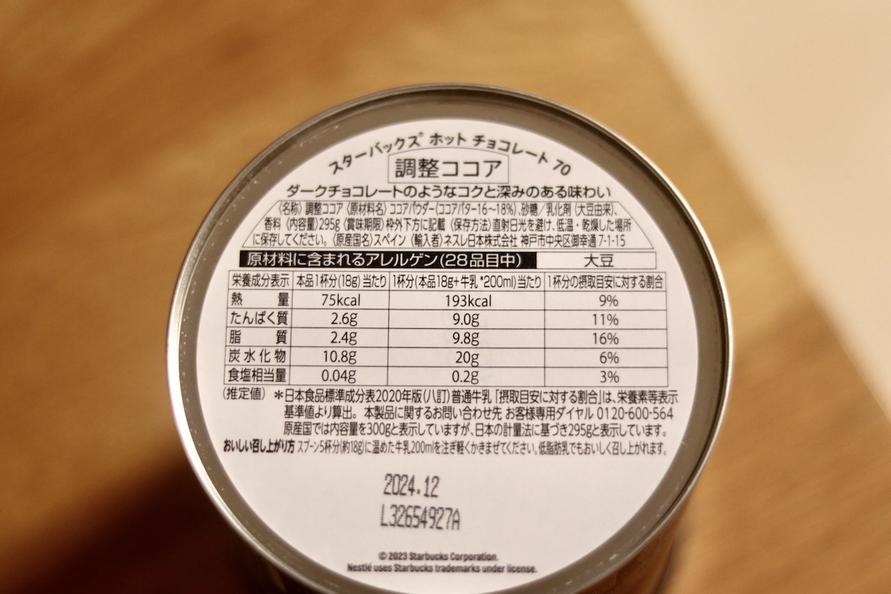 スターバックス® ホット チョコレート 70
調整ココア
ダークチョコレートのようなコクと深みのある味わい
〈名称〉調整ココア〈原材料名〉ココアパウダー(ココアバター16~18%)、砂糖/乳化剤(大豆由来)、
香料〈内容量〉295g〈賞味期限〉枠外下方に記載〈保存方法〉直射日光を避け、低温・乾燥した場所
に保存してください。〈原産国名〉スペイン〈輸入者〉ネスレ日本株式会社 神戸市中央区御幸通7-1-15
原材料に含まれるアレルゲン(28品目中) 大豆
栄養成分表示 本品1杯分(18g)当たり 1杯分(本品18g+牛乳*200ml)当たり 1杯分の摂取目安に対する割合
熱量 75kcal 193kcal 9%
たんぱく質 2.6g 9.0g 11%
脂質 2.4g 9.8g 16%
炭水化物 10.8g 20g 6%
食塩相当量 0.04g 0.2g 3%
(推定値) *日本食品標準成分表2020年版(八訂)普通牛乳「摂取目安に対する割合」は、栄養素等表示
基準値より算出。本製品に関するお問い合わせ先 お客様専用ダイヤル 0120-600-564
原産国では内容量を300gと表示していますが、日本の計量法に基づき295gと表示しています。
おいしい召し上がり方 スプーン5杯分(約18g)に温めた牛乳200mlを注ぎ軽くかきまぜてください。低脂肪乳でもおいしく召し上がれます。
2024.12
L32654927A
© 2023 Starbucks Corporation.
Nestlé uses Starbucks trademarks under license.